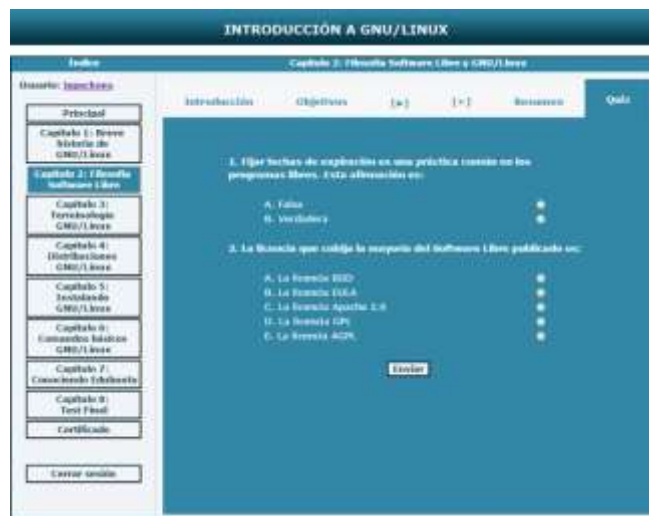 INTRODUCCIÓN A GNU/LINUX
Índice
Capítulo 2: Filosofía Software Libre y GNU/Linux
Usuario:
Introducción
Objetivos
[+]
Resumen
Quiz
Principal
Capítulo 1: Breve
historia de
GNU/Linux
Capítulo 2: Filosofía
Software Libre
Capítulo 3:
Terminología
GNU/Linux
Capítulo 4:
Distribuciones
GNU/Linux
Capítulo 5:
Instalando
GNU/Linux
Capítulo 6:
Comandos básicos
GNU/Linux
Capítulo 7:
Conociendo Edubuntu
Capítulo 8:
Test Final
Certificado
Cerrar sesión
1. Fijar fechas de expiración es una práctica común en los
programas libres. Esta afirmación es:
A. Falsa
B. Verdadera
2. La licencia que cobija la mayoría del Software Libre publicado es:
A. La licencia BSD
B. La licencia EULA
C. La licencia Apache 2.0
D. La licencia GPL
E. La licencia AGPL
Enviar